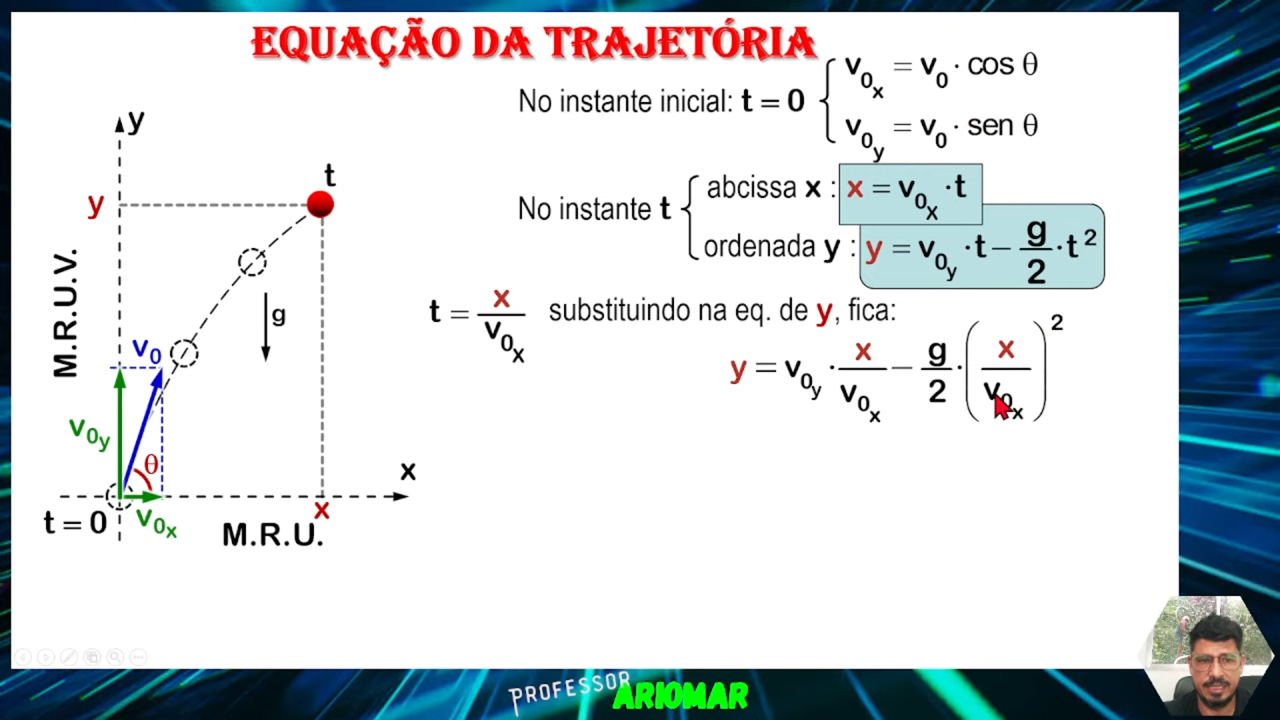 EQUAÇÃO DA TRAJETÓRIA
No instante inicial: t = 0
v0x = v0 · cos θ
v0y = v0 · sen θ
No instante t
abcissa x : x = v0x · t
ordenada y : y = v0y · t − g/2 · t²
t = x/v0x substituindo na eq. de y, fica:
y = v0y · x/v0x − g/2 · (x/v0x)²
y
t
y
M.R.U.V.
g
v0
v0y
θ
x
t = 0
v0x
x
M.R.U.
PROFESSOR ARIOMAR